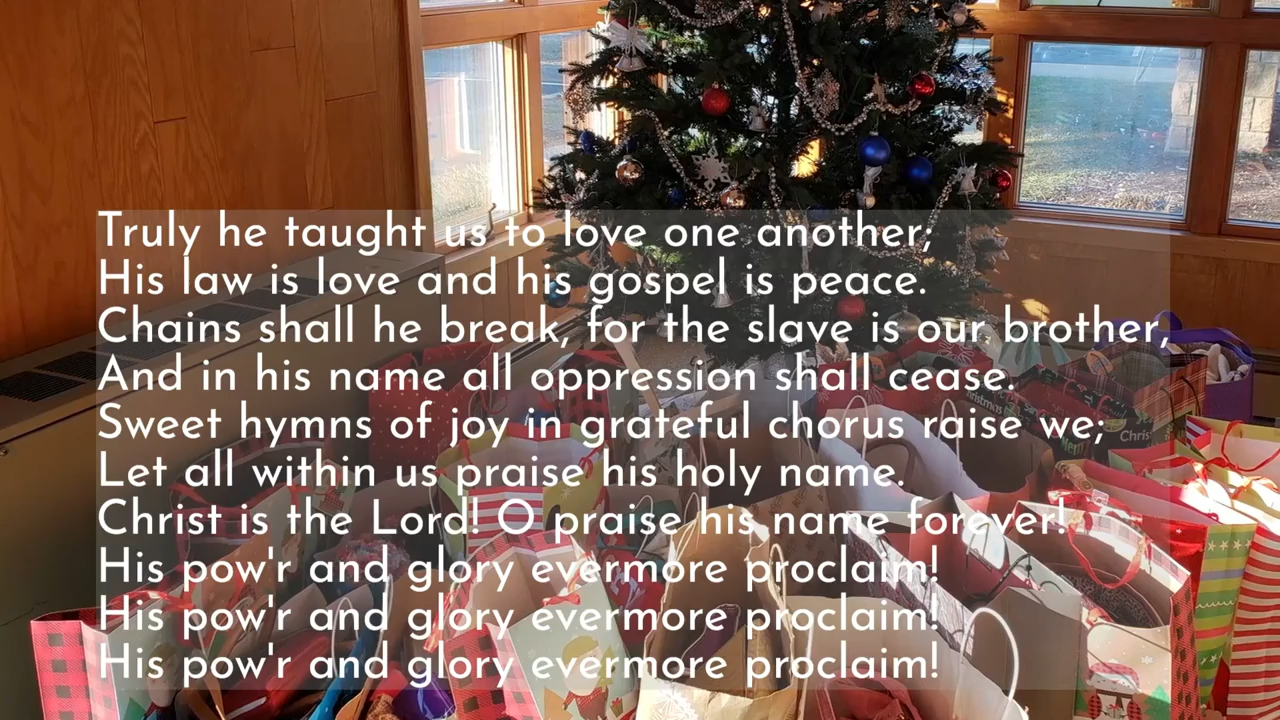 Truly he taught us to love one another;
His law is love and his gospel is peace.
Chains shall he break, for the slave is our brother,
And in his name all oppression shall cease.
Sweet hymns of joy in grateful chorus raise we;
Let all within us praise his holy name.
Christ is the Lord! O praise his name forever!
His pow'r and glory evermore proclaim!
His pow'r and glory evermore proclaim!
His pow'r and glory evermore proclaim!
Merry
Christ